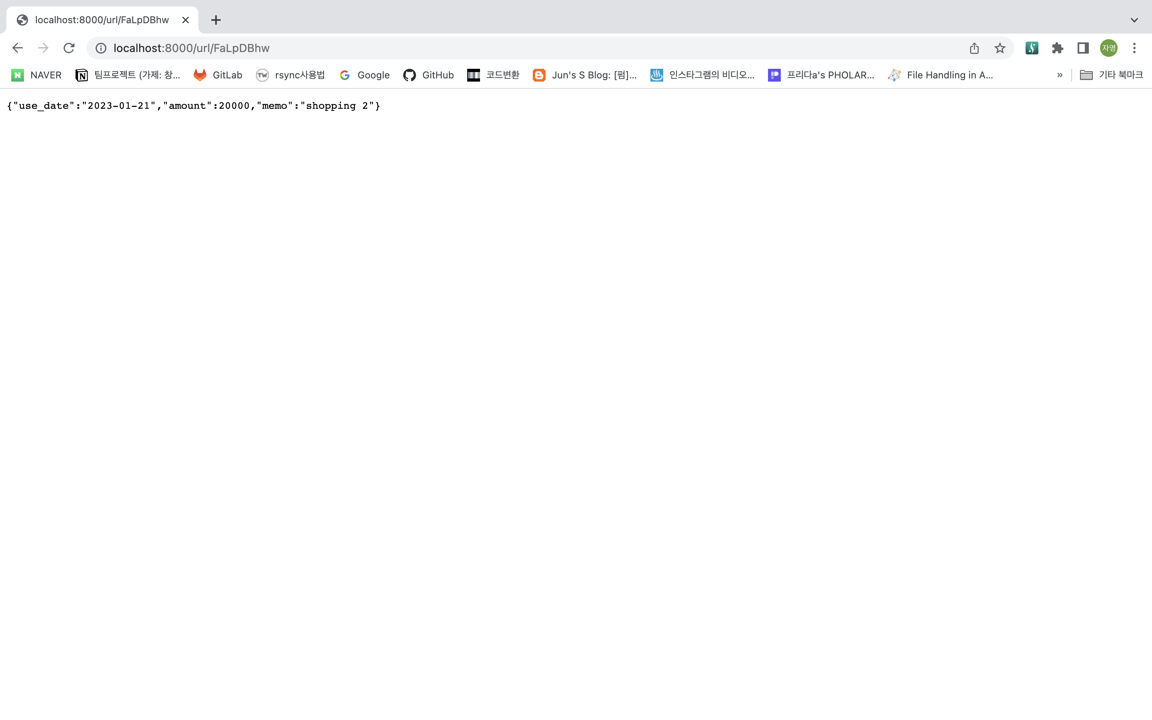 localhost:8000/url/FaLpDBhw
localhost:8000/url/FaLpDBhw
자영
NAVER
팀프로젝트 (가제: 창...
GitLab
TW rsync사용법
Google
GitHub
코드변환
Jun's S Blog: [펌]...
인스타그램의 비디오...
프리다a's PHOLAR...
File Handling in A...
»
기타 북마크
{"use_date":"2023-01-21","amount":20000,"memo":"shopping 2"}